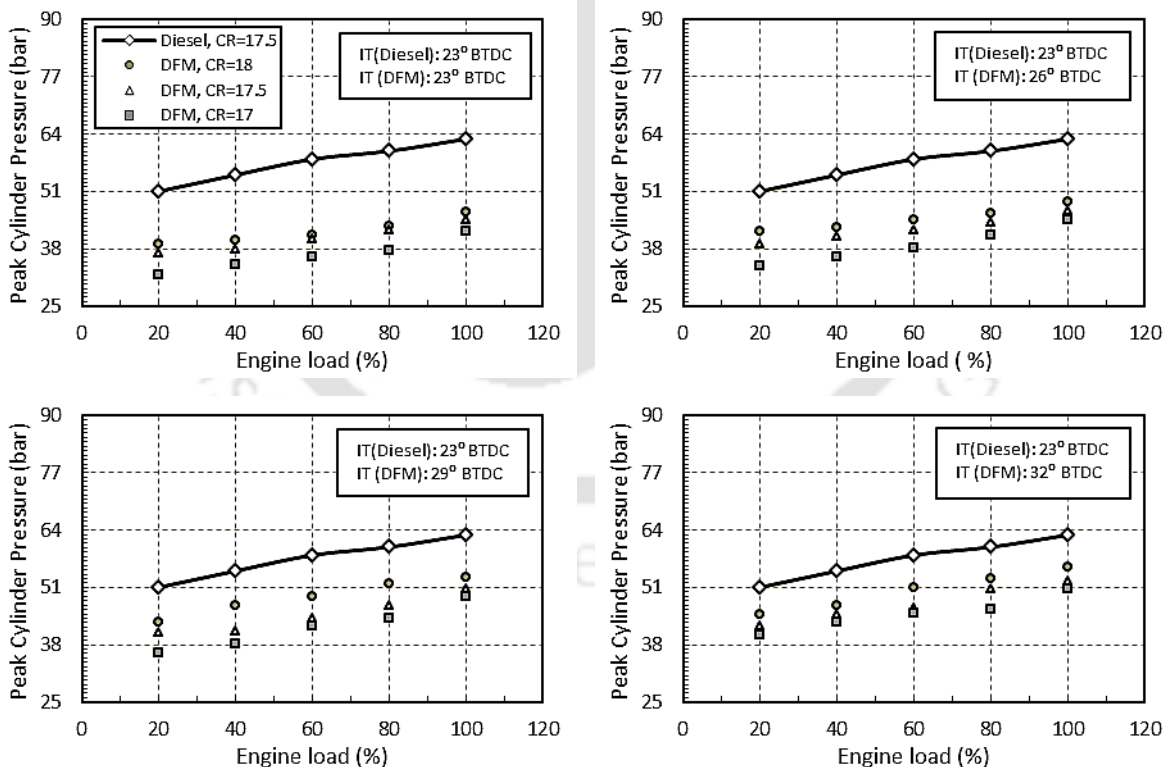 Peak Cylinder Pressure (bar)
90
77
64
51
38
25
Diesel, CR=17.5
DFM, CR=18
DFM, CR=17.5
DFM, CR=17
IT(Diesel): 23° BTDC
IT (DFM): 23° BTDC
0 20 40 60 80 100 120
Engine load (%)
Peak Cylinder Pressure (bar)
90
77
64
51
38
25
IT(Diesel): 23° BTDC
IT (DFM): 26° BTDC
0 20 40 60 80 100 120
Engine load ( %)
Peak Cylinder Pressure (bar)
90
77
64
51
38
25
IT(Diesel): 23° BTDC
IT (DFM): 29° BTDC
0 20 40 60 80 100 120
Engine load (%)
Peak Cylinder Pressure (bar)
90
77
64
51
38
25
IT(Diesel): 23° BTDC
IT (DFM): 32° BTDC
0 20 40 60 80 100 120
Engine load (%)